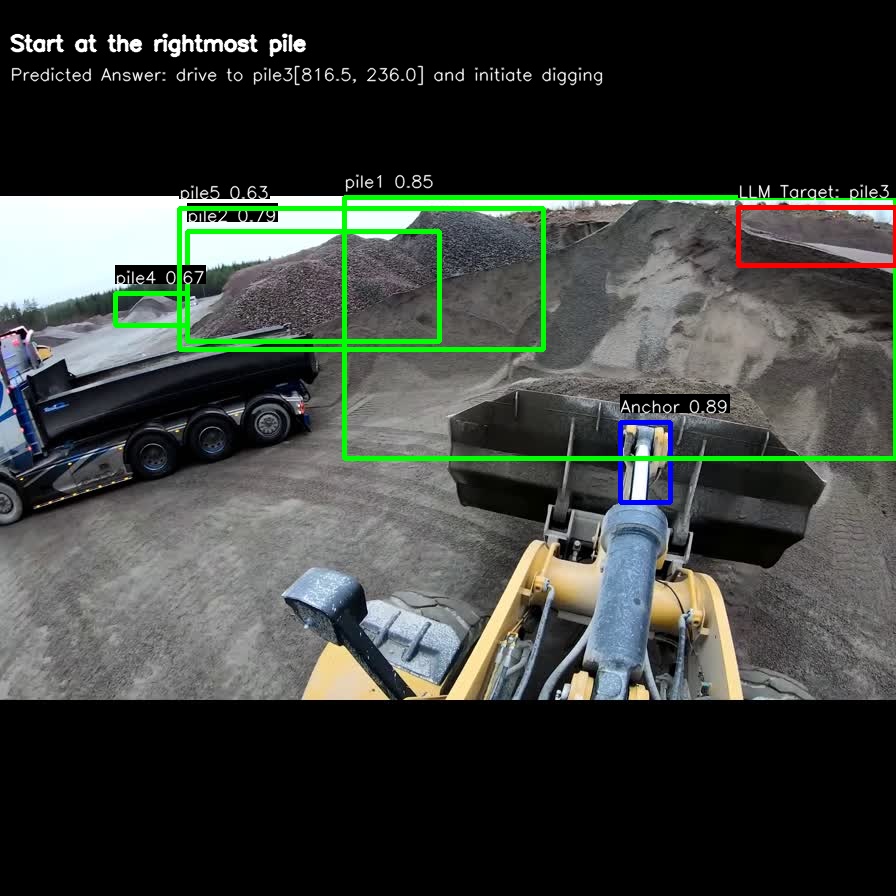 Start at the rightmost pile
Predicted Answer: drive to pile3[816.5, 236.0] and initiate digging
pile1 0.85
pile5 0.63
LLM Target: pile3
pile2 0.79
pile4 0.67
Anchor 0.89